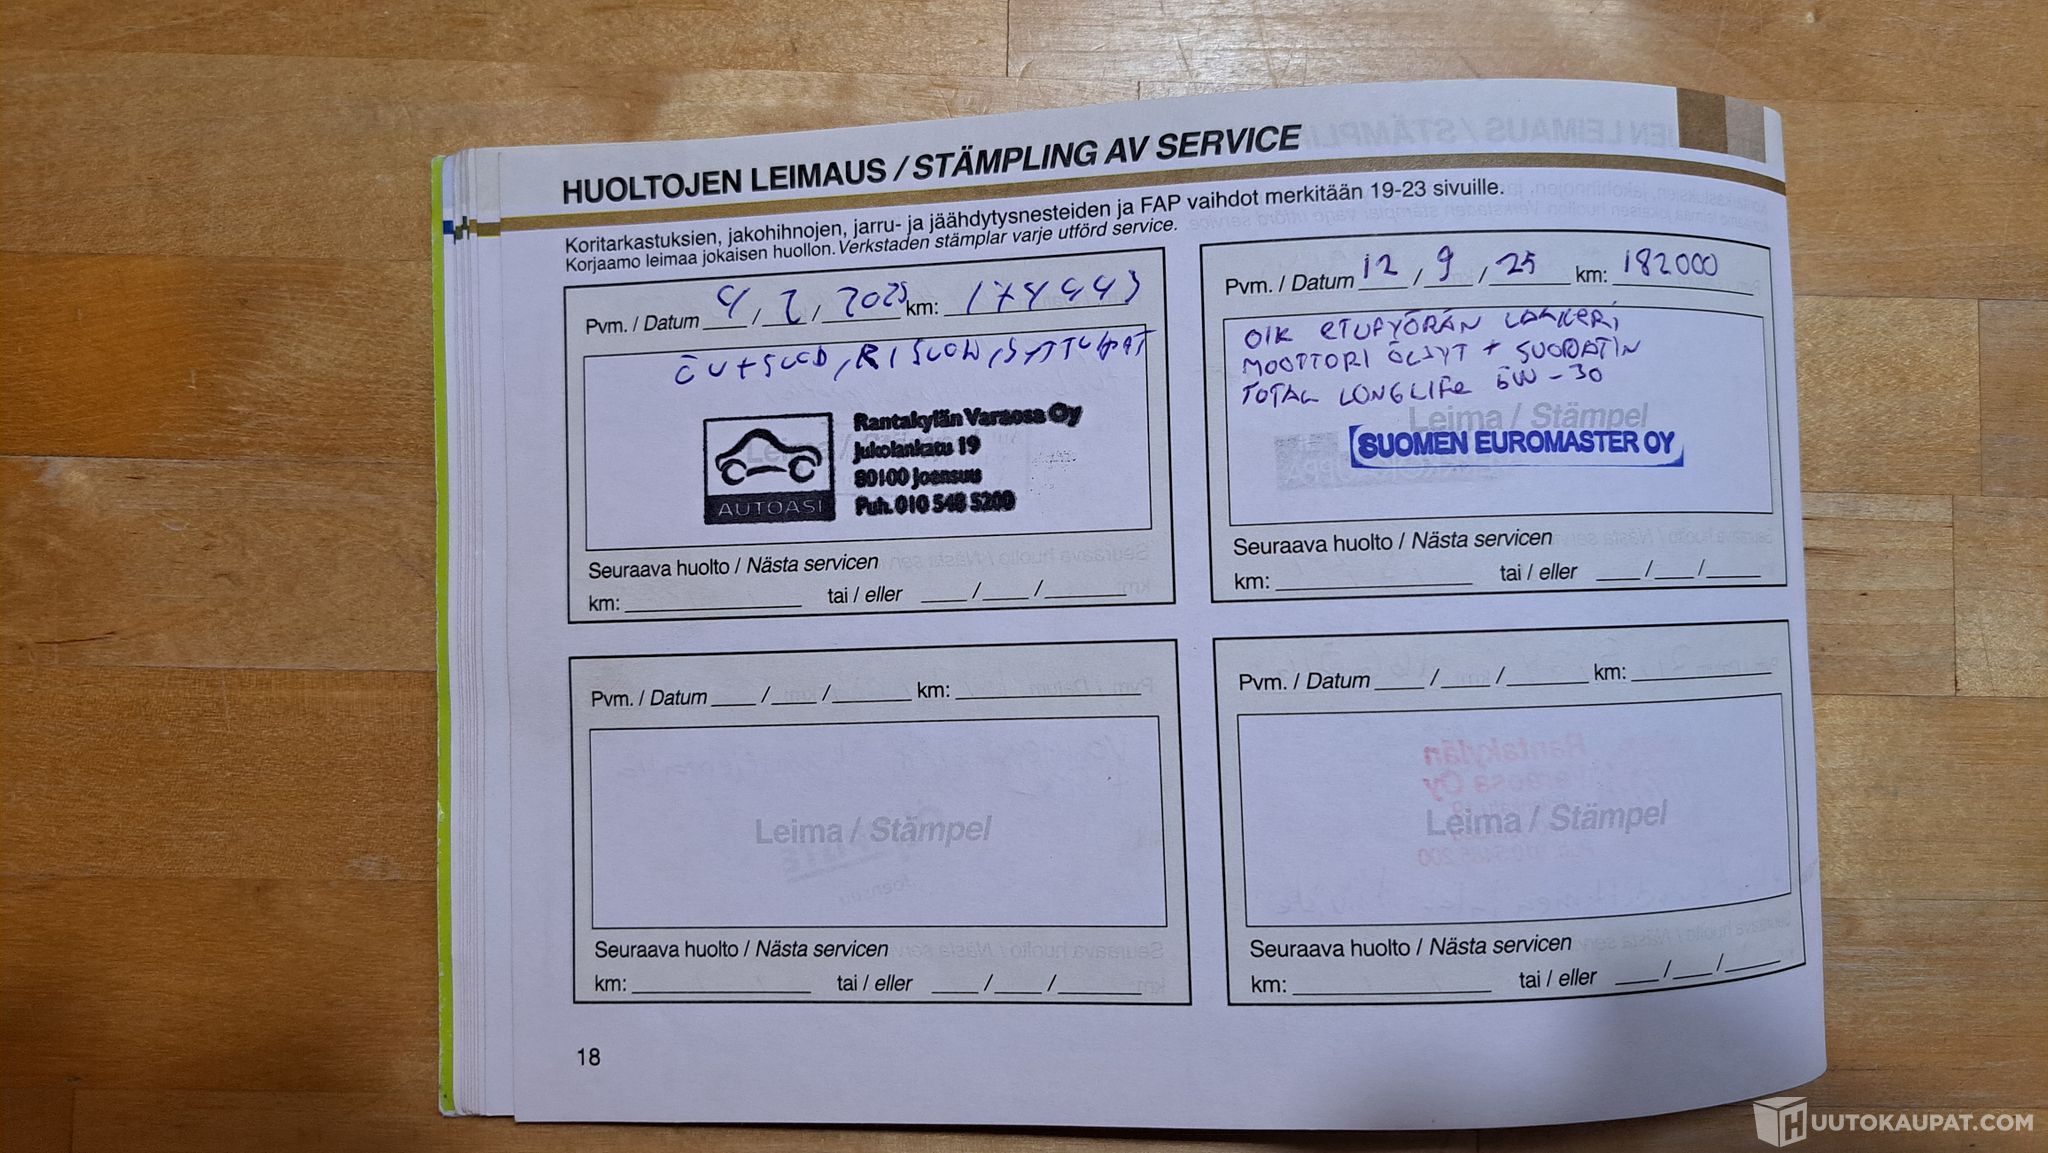 HUOLTOJEN LEIMAUS / STÄMPLING AV SERVICE
Koritarkastuksien, jakohihnojen, jarru- ja jäähdytysnesteiden ja FAP vaihdot merkitään 19-23 sivuille.
Korjaamo leimaa jokaisen huollon. Verkstaden stämplar varje utförd service.
Pvm. / Datum / / 2025 km:
AUTOASI
Rantakylän Varaosa Oy
Jukolankatu 19
80100 Joensuu
Puh. 010 548 5200
Seuraava huolto / Nästa servicen
km: tai / eller / /
Pvm. / Datum 12 / 9 / 25 km: 182000
OIK ETUPYÖRÄN LAAKERI
MOOTTORI ÖLJYT + SUODATIN
TOTAL LONGLIFE 5W-30
Leima / Stämpel
SUOMEN EUROMASTER OY
Seuraava huolto / Nästa servicen
km: tai / eller / /
Pvm. / Datum / / km:
Leima / Stämpel
Seuraava huolto / Nästa servicen
km: tai / eller / /
Pvm. / Datum / / km:
Leima / Stämpel
Seuraava huolto / Nästa servicen
km: tai / eller / /
18
HUUTOKAUPAT.COM